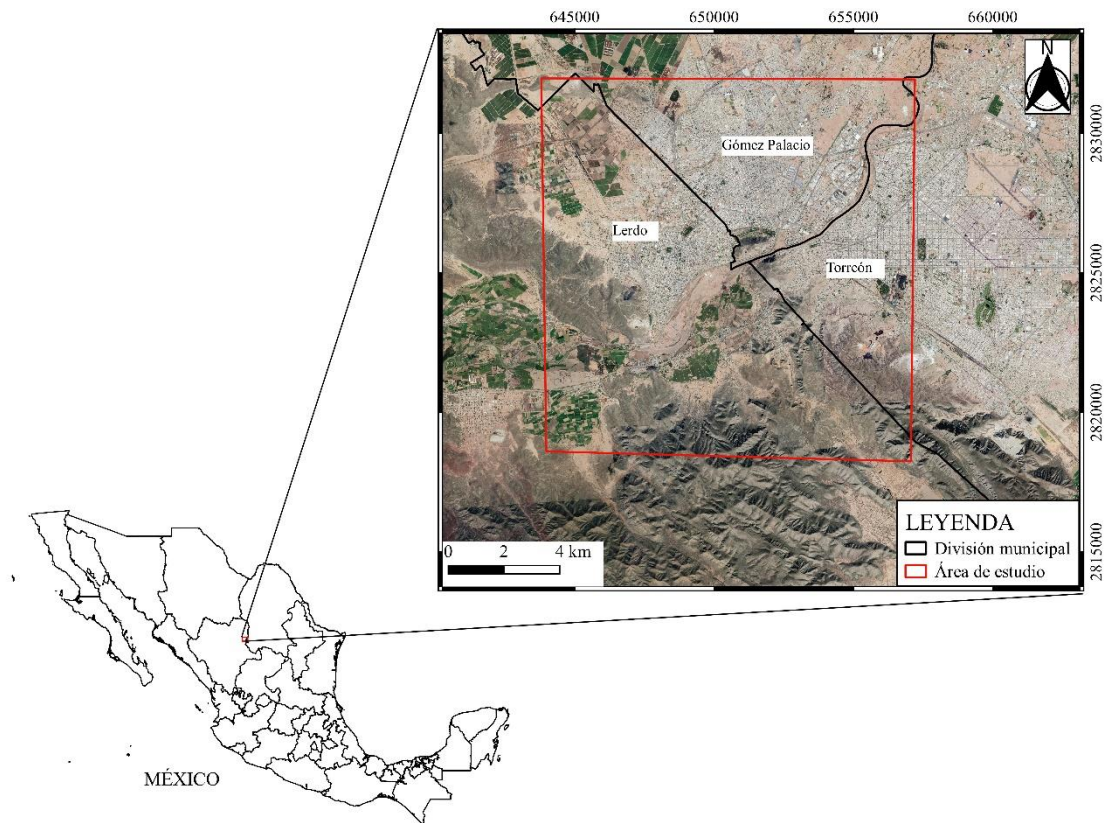 645000
650000
655000
660000
N
2830000
Gómez Palacio
Lerdo
Torreón
2825000
2820000
LEYENDA
División municipal
Área de estudio
0
2
4 km
2815000
MÉXICO